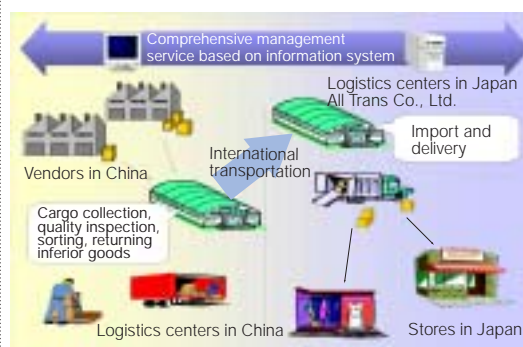 Comprehensive management
service based on information system
Logistics centers in Japan
All Trans Co., Ltd.
Import and
delivery
Vendors in China
International
transportation
Cargo collection,
quality inspection,
sorting, returning
inferior goods
Logistics centers in China
Stores in Japan